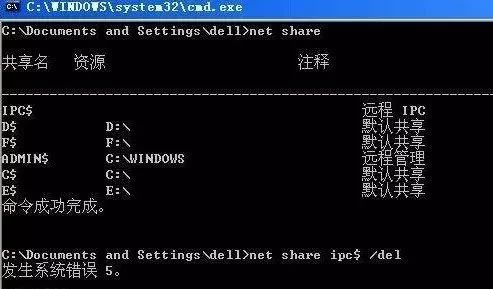 C:\WINDOWS\system32\cmd.exe
C:\Documents and Settings\dell>net share
共享名 资源 注释
IPC$ 远程 IPC
D$ D:\ 默认共享
F$ F:\ 默认共享
ADMIN$ C:\WINDOWS 远程管理
C$ C:\ 默认共享
E$ E:\ 默认共享
命令成功完成。
C:\Documents and Settings\dell>net share ipc$ /del
发生系统错误 5。